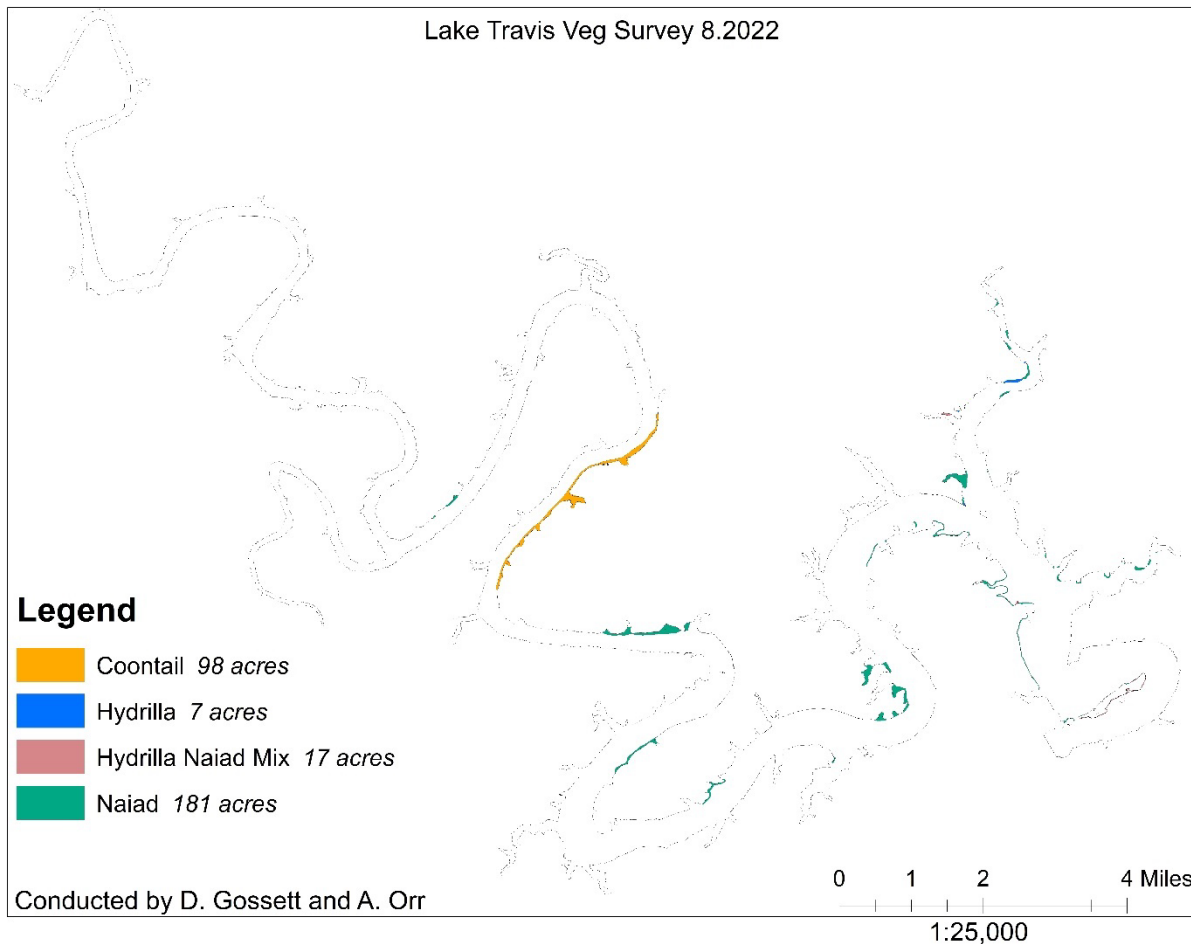 Lake Travis Veg Survey 8.2022
Legend
Coontail 98 acres
Hydrilla 7 acres
Hydrilla Naiad Mix 17 acres
Naiad 181 acres
Conducted by D. Gossett and A. Orr
0 1 2 4 Miles
1:25,000